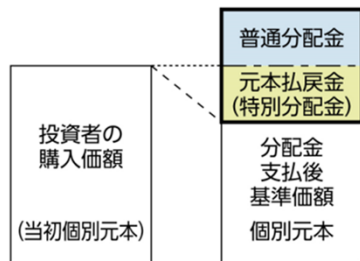 普通分配金
元本払戻金
(特別分配金)
投資者の
購入価額
(当初個別元本)
分配金
支払後
基準価額
個別元本